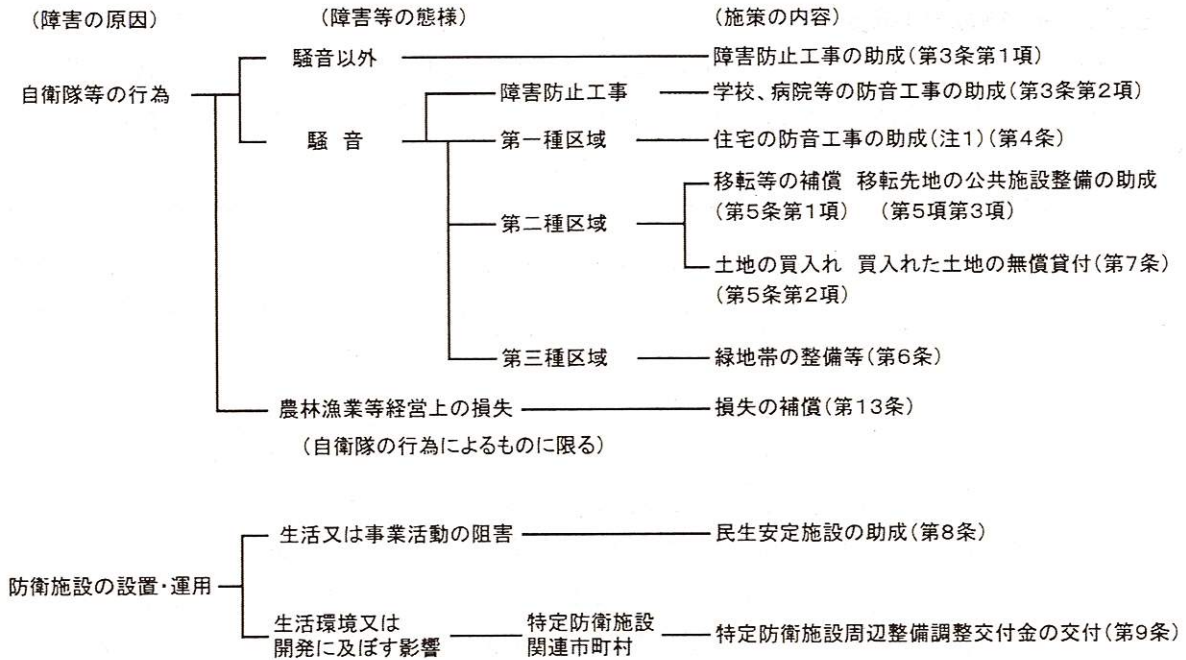 (障害の原因) (障害等の態様) (施策の内容)
騒音以外 障害防止工事の助成(第3条第1項)
自衛隊等の行為
障害防止工事 学校、病院等の防音工事の助成(第3条第2項)
騒 音 第一種区域 住宅の防音工事の助成(注1)(第4条)
移転等の補償 移転先地の公共施設整備の助成
(第5条第1項) (第5項第3項)
第二種区域
土地の買入れ 買入れた土地の無償貸付(第7条)
(第5条第2項)
第三種区域 緑地帯の整備等(第6条)
農林漁業等経営上の損失 損失の補償(第13条)
(自衛隊の行為によるものに限る)
生活又は事業活動の阻害 民生安定施設の助成(第8条)
防衛施設の設置・運用
生活環境又は
開発に及ぼす影響
特定防衛施設
関連市町村
特定防衛施設周辺整備調整交付金の交付(第9条)